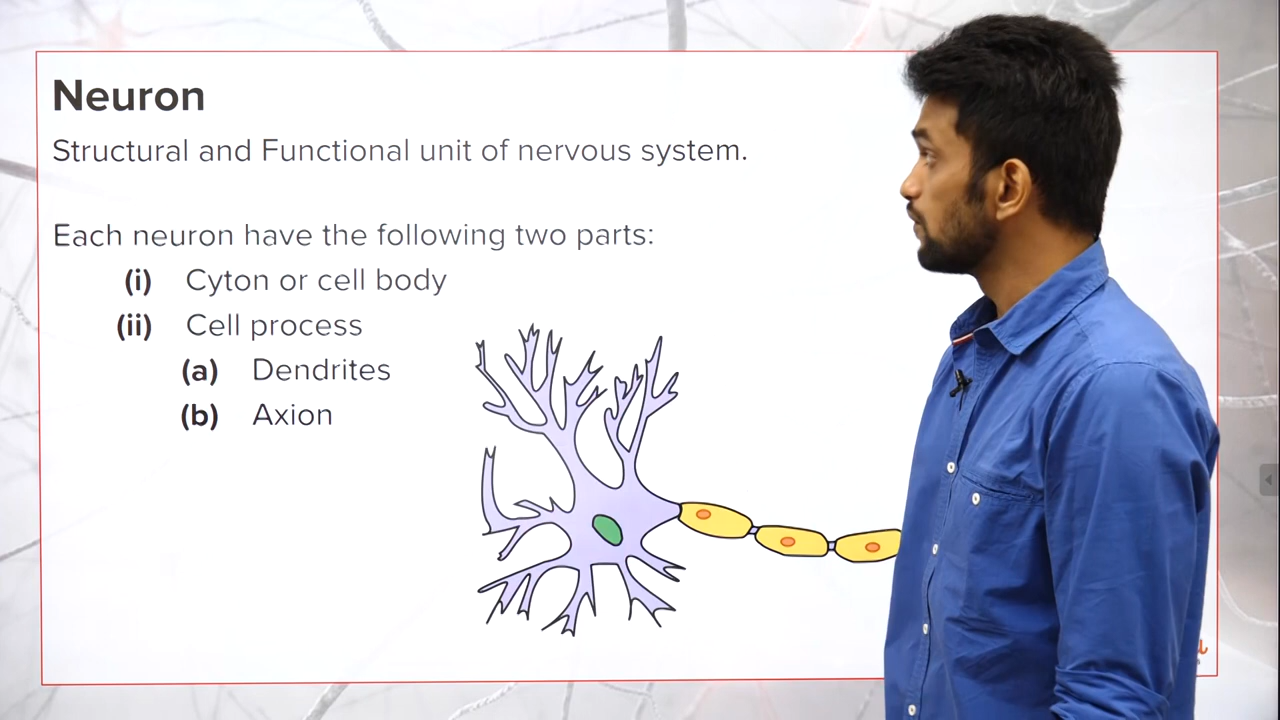 Neuron
Structural and Functional unit of nervous system.
Each neuron have the following two parts:
(i) Cyton or cell body
(ii) Cell process
(a) Dendrites
(b) Axion